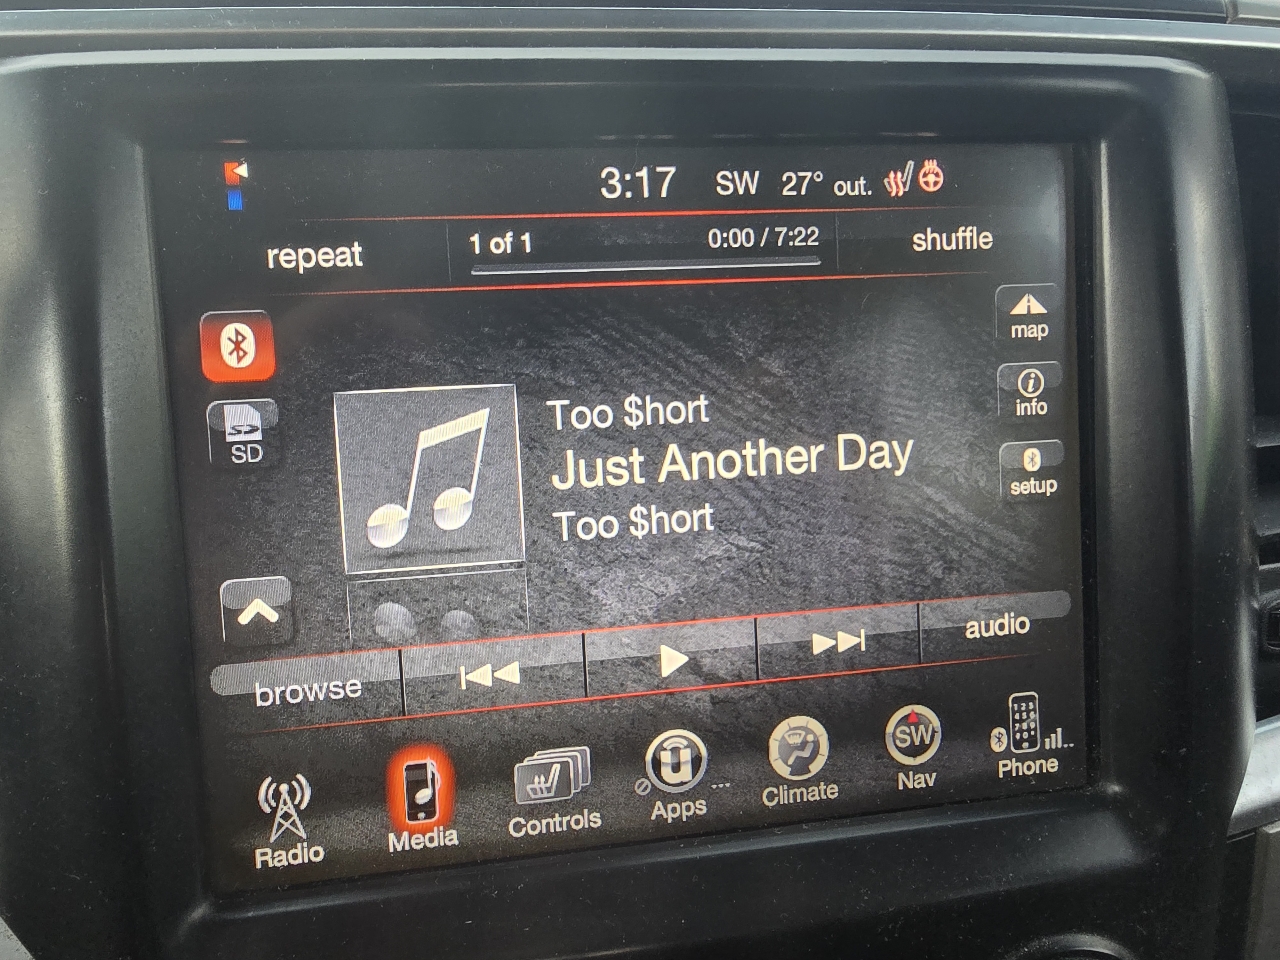 3:17 SW 27° out.
repeat 1 of 1 0:00 / 7:22 shuffle
map
info
SD
setup
Too $hort
Just Another Day
Too $hort
browse audio
Radio Media Controls Apps Climate SW Nav Phone